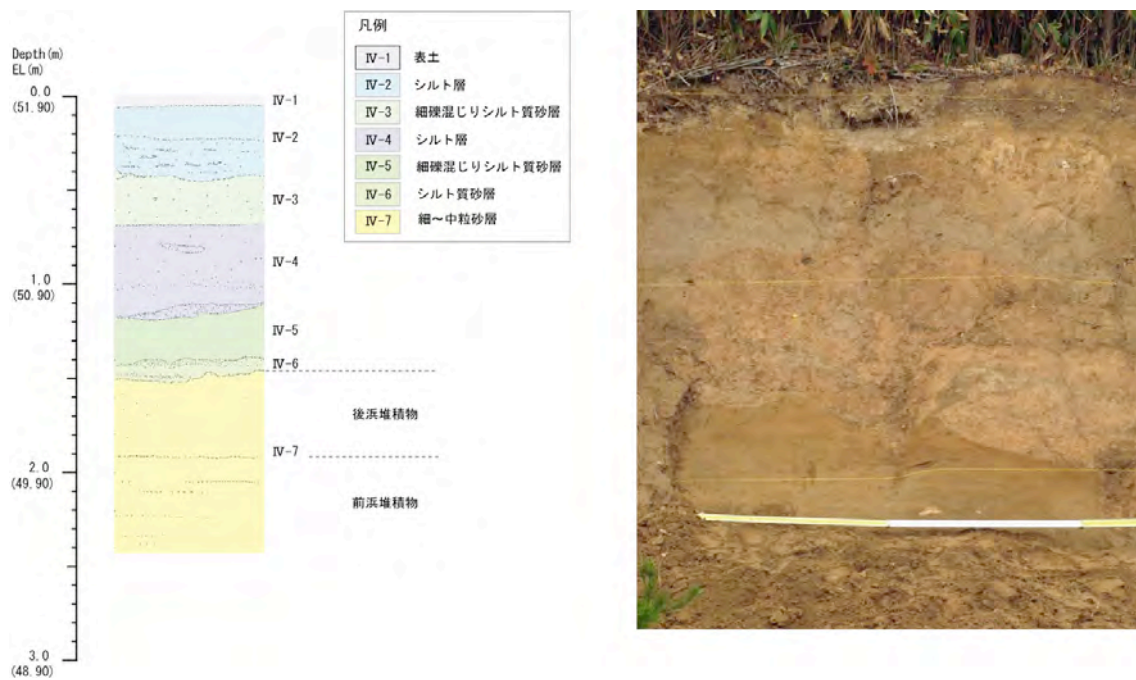 Depth(m)
EL(m)
0.0
(51.90)
1.0
(50.90)
2.0
(49.90)
3.0
(48.90)
Ⅳ-1
Ⅳ-2
Ⅳ-3
Ⅳ-4
Ⅳ-5
Ⅳ-6
後浜堆積物
Ⅳ-7
前浜堆積物
凡例
Ⅳ-1 表土
Ⅳ-2 シルト層
Ⅳ-3 細礫混じりシルト質砂層
Ⅳ-4 シルト層
Ⅳ-5 細礫混じりシルト質砂層
Ⅳ-6 シルト質砂層
Ⅳ-7 細～中粒砂層